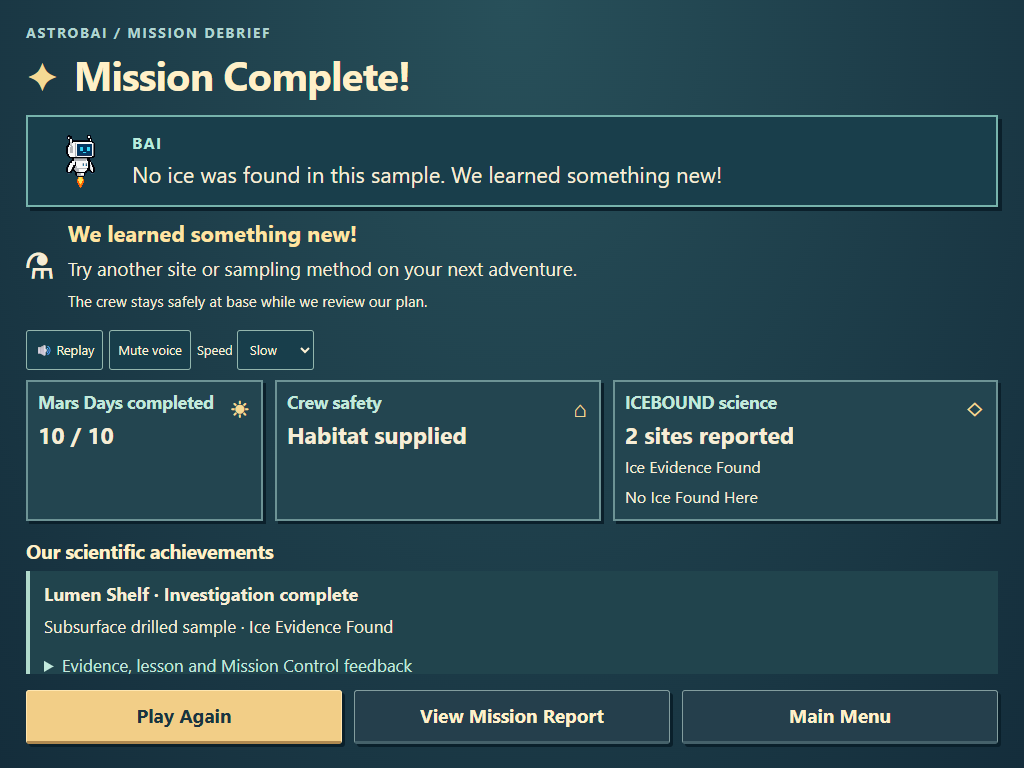 ASTROBAI / MISSION DEBRIEF
Mission Complete!
BAI
No ice was found in this sample. We learned something new!
We learned something new!
Try another site or sampling method on your next adventure.
The crew stays safely at base while we review our plan.
Replay Mute voice Speed Slow
Mars Days completed
10 / 10
Crew safety
Habitat supplied
ICEBOUND science
2 sites reported
Ice Evidence Found
No Ice Found Here
Our scientific achievements
Lumen Shelf · Investigation complete
Subsurface drilled sample · Ice Evidence Found
Evidence, lesson and Mission Control feedback
Play Again View Mission Report Main Menu